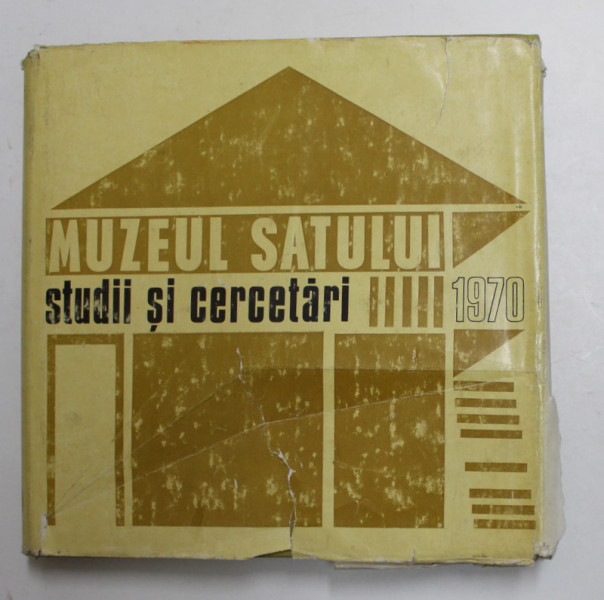 MUZEUL SATULUI
studii și cercetări 1970